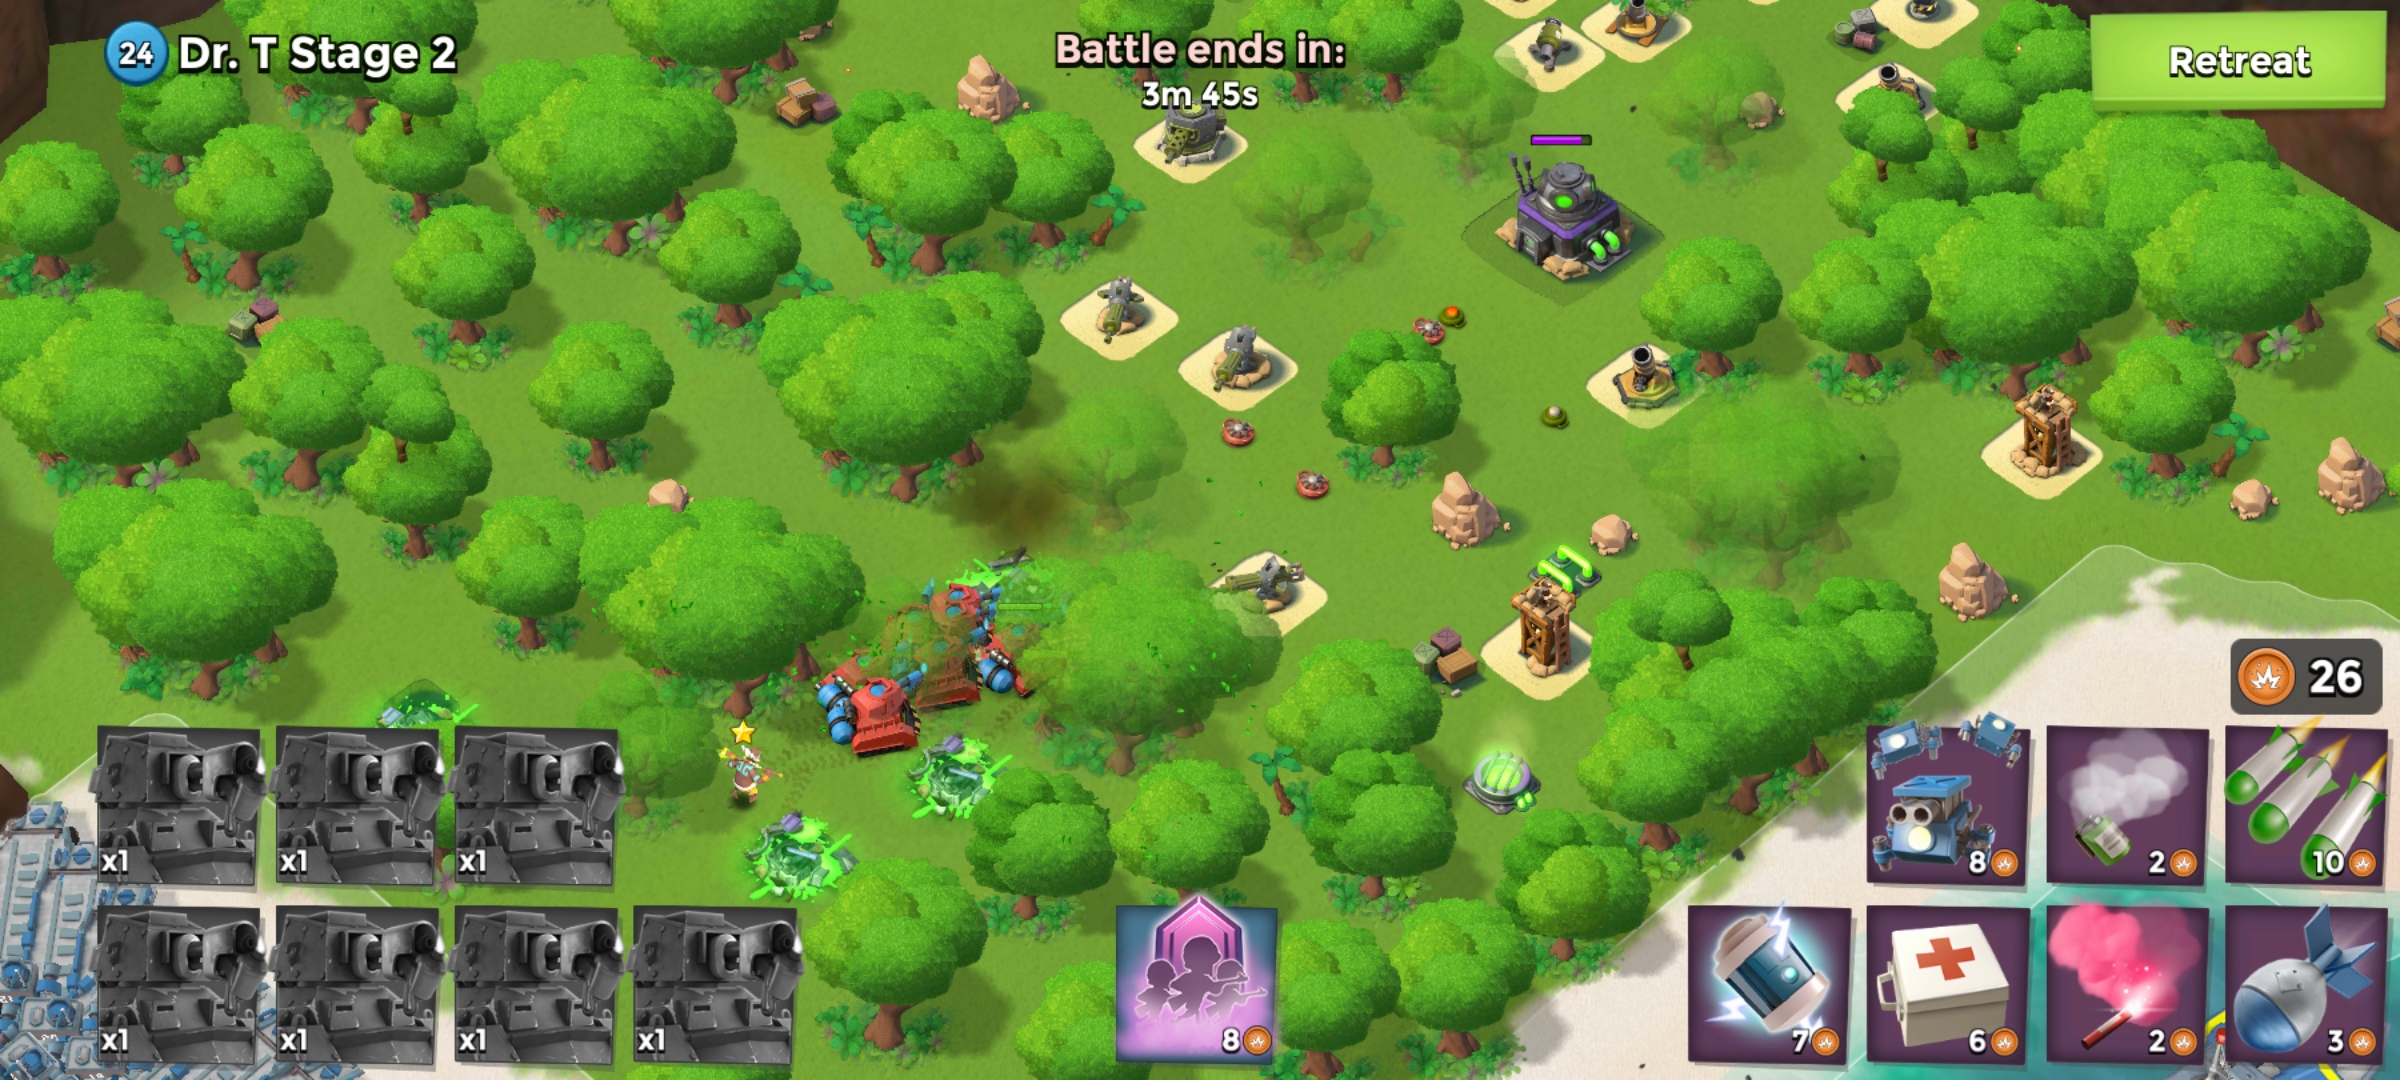 24 Dr. T Stage 2
Battle ends in:
3m 45s
Retreat
26
8
2
10
x1
x1
x1
x1
x1
x1
x1
8
7
6
2
3